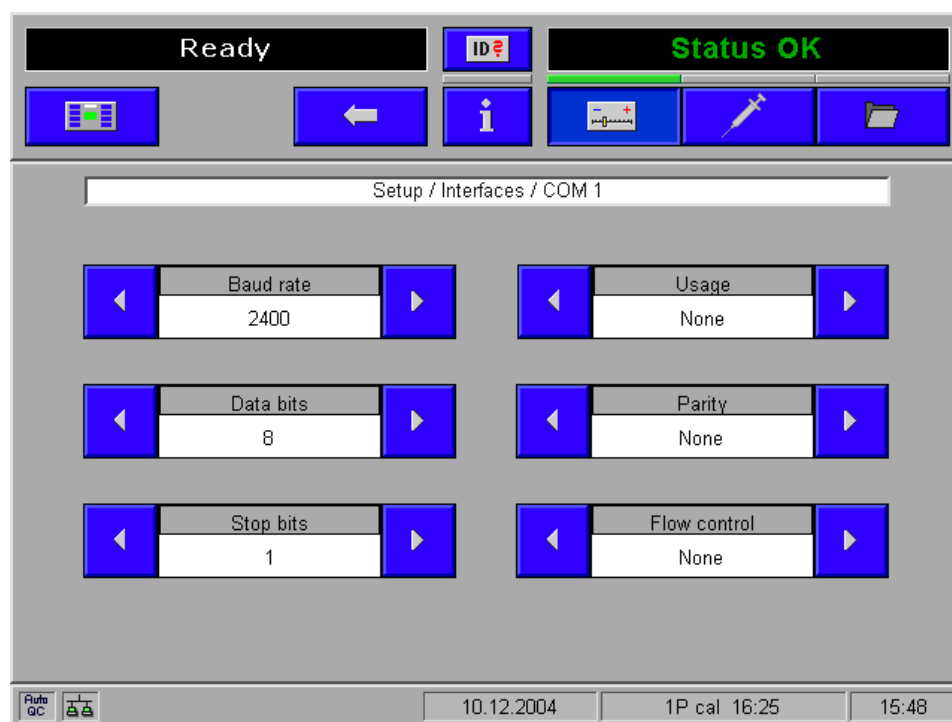 Ready
ID?
Status OK
i
- +
Setup / Interfaces / COM 1
Baud rate
2400
Usage
None
Data bits
8
Parity
None
Stop bits
1
Flow control
None
Auto
QC
10.12.2004
1P cal 16:25
15:48